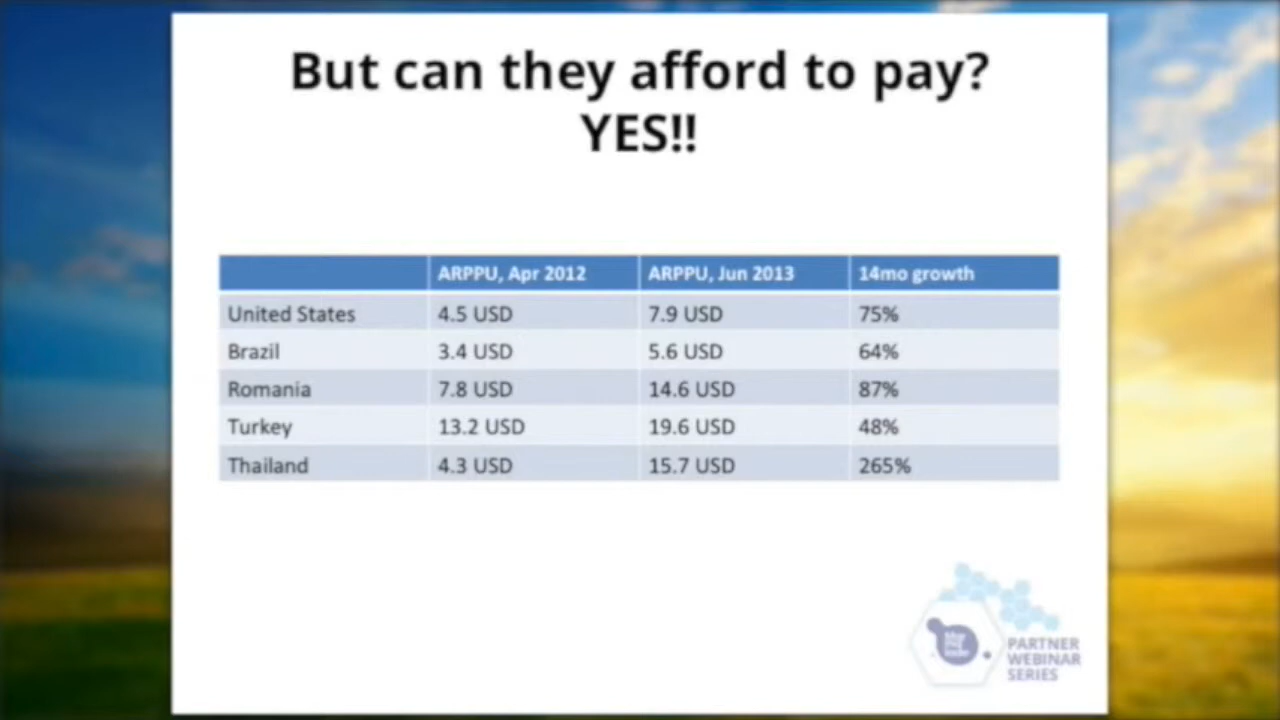 But can they afford to pay?
YES!!
ARPPU, Apr 2012 ARPPU, Jun 2013 14mo growth
United States 4.5 USD 7.9 USD 75%
Brazil 3.4 USD 5.6 USD 64%
Romania 7.8 USD 14.6 USD 87%
Turkey 13.2 USD 19.6 USD 48%
Thailand 4.3 USD 15.7 USD 265%
PARTNER
WEBINAR
SERIES